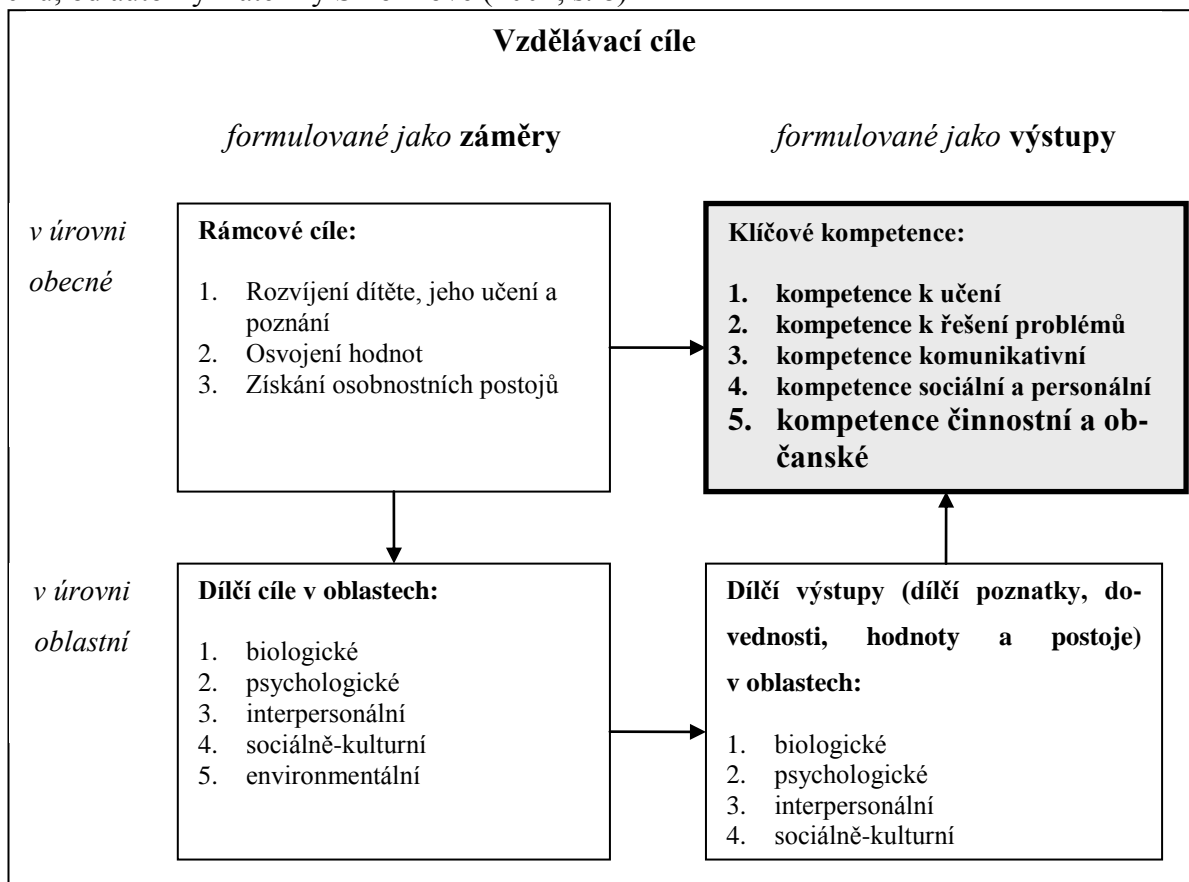 Vzdělávací cíle
formulované jako záměry
formulované jako výstupy
v úrovni
obecné
Rámcové cíle:
1. Rozvíjení dítěte, jeho učení a
poznání
2. Osvojení hodnot
3. Získání osobnostních postojů
Klíčové kompetence:
1. kompetence k učení
2. kompetence k řešení problémů
3. kompetence komunikativní
4. kompetence sociální a personální
5. kompetence činnostní a ob-
čanské
v úrovni
oblastní
Dílčí cíle v oblastech:
1. biologické
2. psychologické
3. interpersonální
4. sociálně-kulturní
5. environmentální
Dílčí výstupy (dílčí poznatky, do-
vednosti, hodnoty a postoje)
v oblastech:
1. biologické
2. psychologické
3. interpersonální
4. sociálně-kulturní